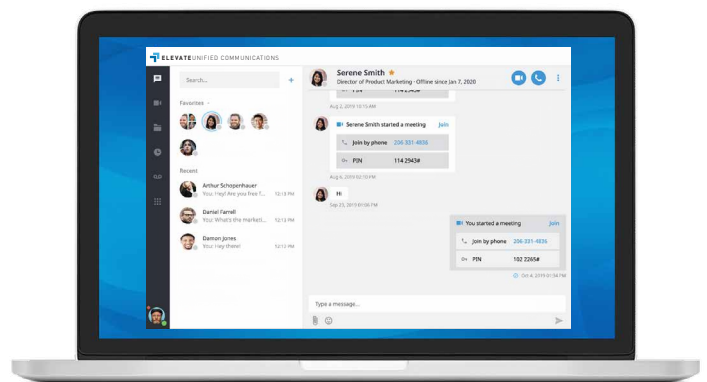 ELEVATE UNIFIED COMMUNICATIONS
Search...
+
Favorites
Recent
Arthur Schopenhauer
You: Hey! Are you free f... 12:13 PM
Daniel Farrell
You: What's the marketi... 12:13 PM
Damon Jones
You: Hey there! 12:12 PM
Serene Smith
Director of Product Marketing - Offline since Jan 7, 2020
PIN 114 2943#
Aug 2, 2019 10:15 AM
Serene Smith started a meeting Join
Join by phone 206-331-4836
PIN 114 2943#
Aug 6, 2019 02:10 PM
Hi
Sep 23, 2019 01:06 PM
You started a meeting Join
Join by phone 206-331-4836
PIN 102 2265#
Oct 4, 2019 01:34 PM
Type a message...